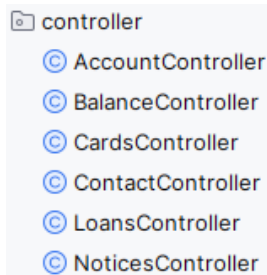 controller
AccountController
BalanceController
CardsController
ContactController
LoansController
NoticesController